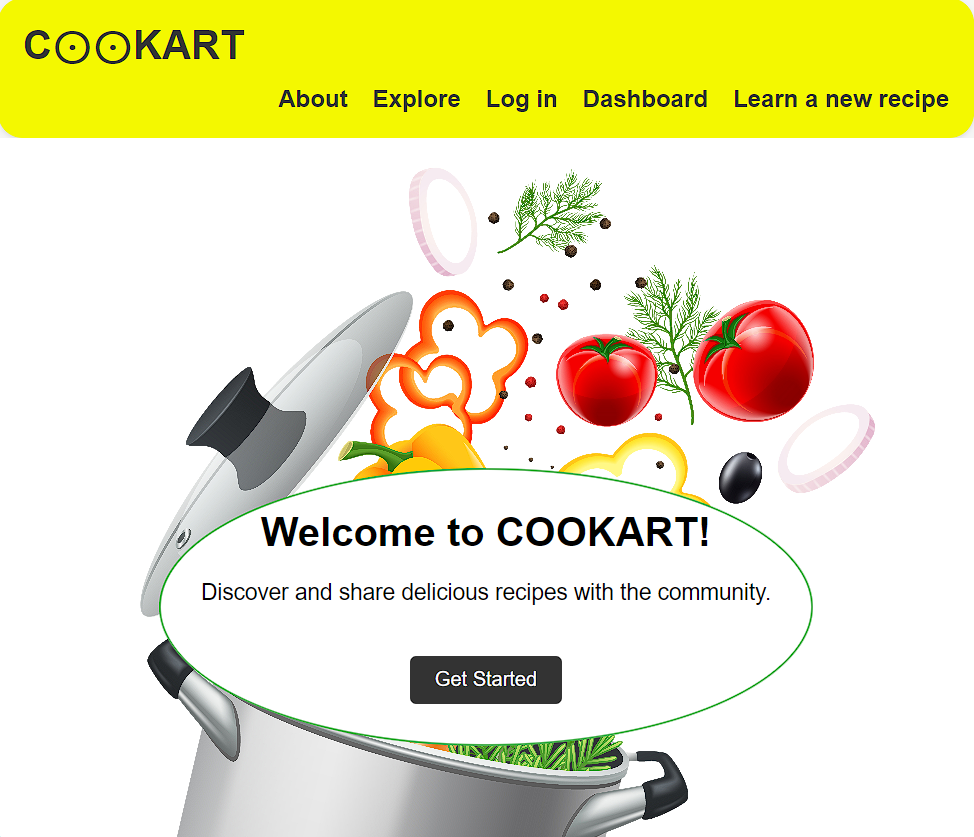 C⊙⊙KART
About Explore Log in Dashboard Learn a new recipe
Welcome to COOKART!
Discover and share delicious recipes with the community.
Get Started